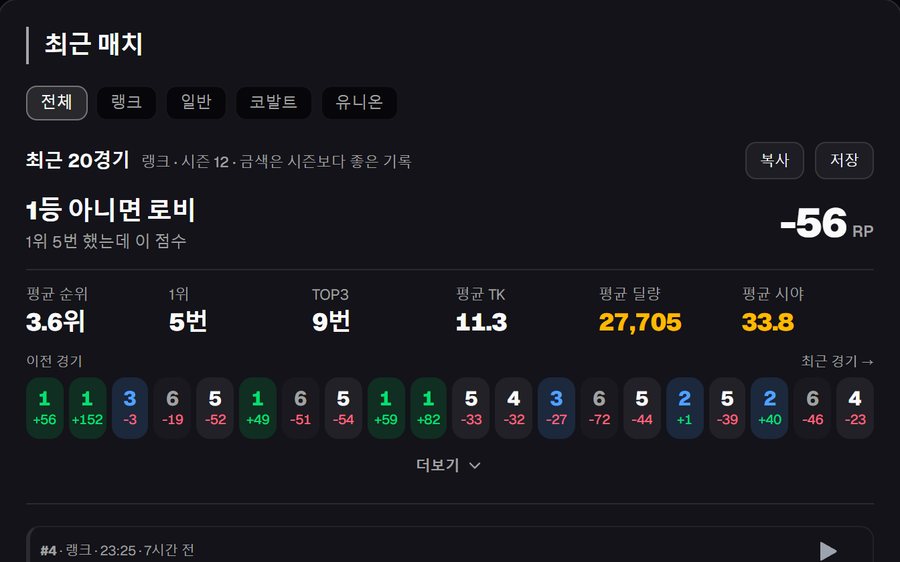 최근 매치
전체 랭크 일반 코발트 유니온
최근 20경기 랭크 · 시즌 12 · 금색은 시즌보다 좋은 기록 복사 저장
1등 아니면 로비
1위 5번 했는데 이 점수
-56 RP
평균 순위 1위 TOP3 평균 TK 평균 딜량 평균 시야
3.6위 5번 9번 11.3 27,705 33.8
이전 경기 최근 경기 →
1 1 3 6 5 1 6 5 1 1 5 4 3 6 5 2 5 2 6 4
+56 +152 -3 -19 -52 +49 -51 -54 +59 +82 -33 -32 -27 -72 -44 +1 -39 +40 -46 -23
더보기
#4 · 랭크 · 23:25 · 7시간 전